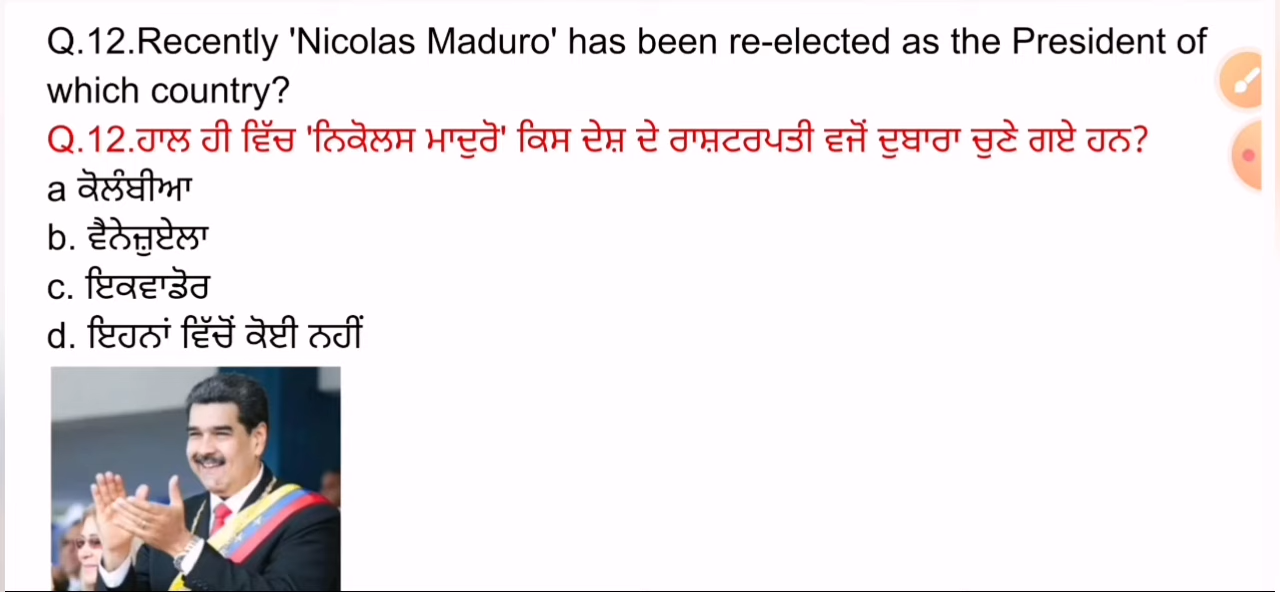 Q.12.Recently 'Nicolas Maduro' has been re-elected as the President of
which country?
Q.12.ਹਾਲ ਹੀ ਵਿੱਚ 'ਨਿਕੋਲਸ ਮਾਦੁਰੋ' ਕਿਸ ਦੇਸ਼ ਦੇ ਰਾਸ਼ਟਰਪਤੀ ਵਜੋਂ ਦੁਬਾਰਾ ਚੁਣੇ ਗਏ ਹਨ?
a ਕੋਲੰਬੀਆ
b. ਵੈਨੇਜ਼ੁਏਲਾ
c. ਇਕਵਾਡੋਰ
d. ਇਹਨਾਂ ਵਿੱਚੋਂ ਕੋਈ ਨਹੀਂ